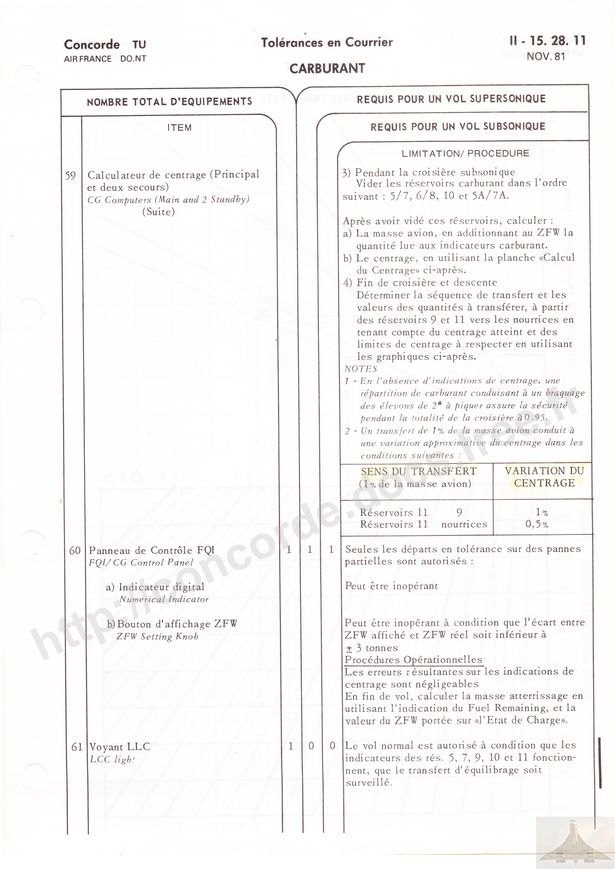 Concorde TU
AIR FRANCE DO.NT
Tolérances en Courrier
CARBURANT
II - 15. 28. 11
NOV. 81
NOMBRE TOTAL D'EQUIPEMENTS
REQUIS POUR UN VOL SUPERSONIQUE
REQUIS POUR UN VOL SUBSONIQUE
ITEM
LIMITATION/ PROCEDURE
59 Calculateur de centrage (Principal
et deux secours)
CG Computers (Main and 2 Standby)
(Suite)
3) Pendant la croisière subsonique
Vider les réservoirs carburant dans l'ordre
suivant : 5/7, 6/8, 10 et 5A/7A.
Après avoir vidé ces réservoirs, calculer :
a) La masse avion, en additionnant au ZFW la
quantité lue aux indicateurs carburant.
b) Le centrage, en utilisant la planche «Calcul
du Centrage» ci-après.
4) Fin de croisière et descente
Déterminer la séquence de transfert et les
valeurs des quantités à transférer, à partir
des réservoirs 9 et 11 vers les nourrices en
tenant compte du centrage atteint et des
limites de centrage à respecter en utilisant
les graphiques ci-après.
NOTES
1 - En l'absence d'indications de centrage, une
répartition de carburant conduisant à un braquage
des élevons de 2° à piquer assure la sécurité
pendant la totalité de la croisière à 0.95.
2 - Un transfert de 1% de la masse avion conduit à
une variation approximative du centrage dans les
conditions suivantes :
SENS DU TRANSFERT
(1% de la masse avion)
VARIATION DU
CENTRAGE
Réservoirs 11 9 1%
Réservoirs 11 nourrices 0,5%
60 Panneau de Contrôle FQI 1 1 1
FQI/CG Control Panel
Seules les départs en tolérance sur des pannes
partielles sont autorisés :
a) Indicateur digital
Numerical Indicator
Peut être inopérant
b) Bouton d'affichage ZFW
ZFW Setting Knob
Peut être inopérant à condition que l'écart entre
ZFW affiché et ZFW réel soit inférieur à
± 3 tonnes
Procédures Opérationnelles
Les erreurs résultantes sur les indications de
centrage sont négligeables
En fin de vol, calculer la masse atterrissage en
utilisant l'indication du Fuel Remaining, et la
valeur du ZFW portée sur «l'Etat de Charge».
61 Voyant LLC 1 0 0
LCC light
Le vol normal est autorisé à condition que les
indicateurs des rés. 5, 7, 9, 10 et 11 fonction-
nent, que le transfert d'équilibrage soit
surveillé.
http://concorde.dono.free.fr